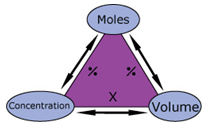 Moles
% %
X
Concentration Volume